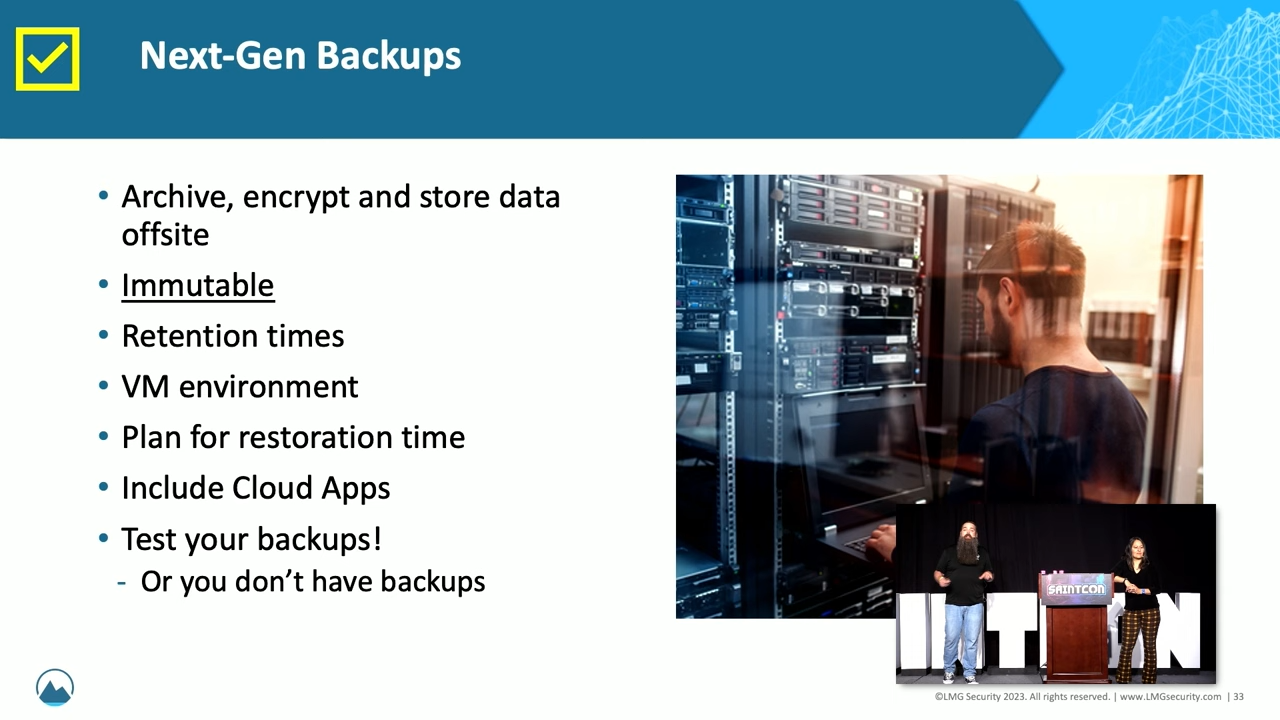 Next-Gen Backups
• Archive, encrypt and store data
offsite
• Immutable
• Retention times
• VM environment
• Plan for restoration time
• Include Cloud Apps
• Test your backups!
- Or you don’t have backups
SAINTCON
©LMG Security 2023. All rights reserved. | www.LMGsecurity.com | 33